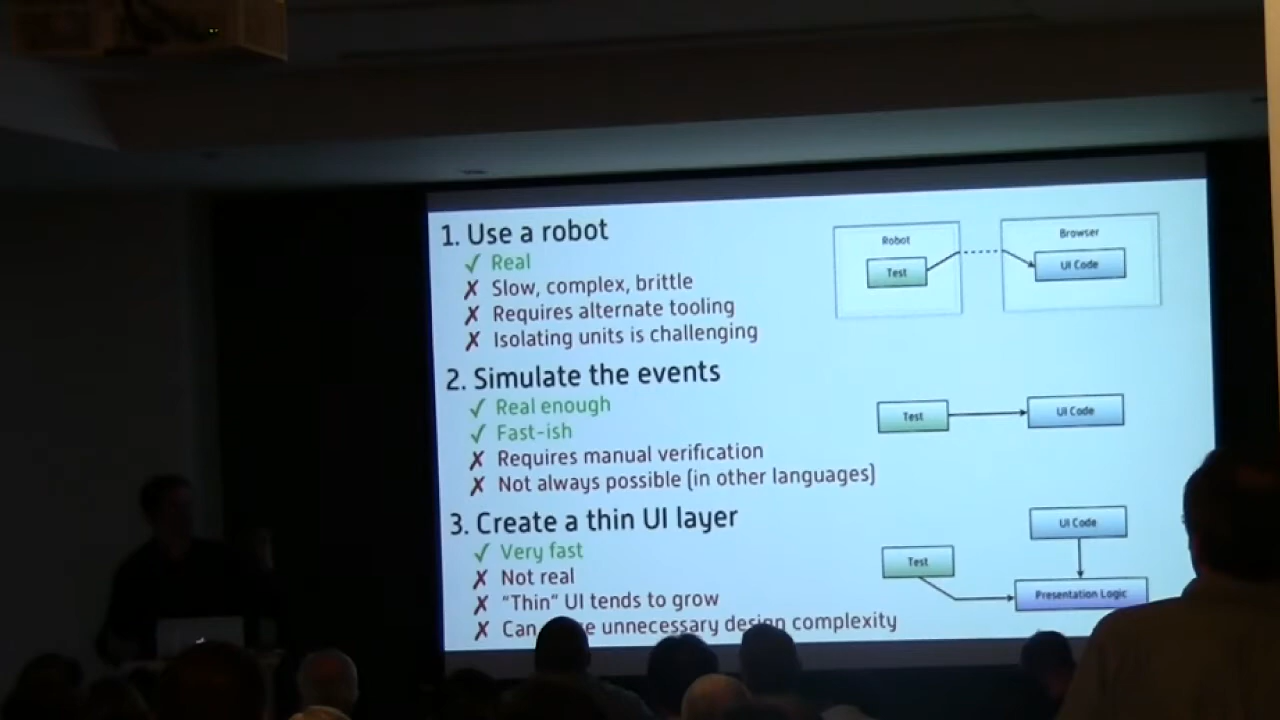 1. Use a robot
✓ Real
✗ Slow, complex, brittle
✗ Requires alternate tooling
✗ Isolating units is challenging
Robot
Test
Browser
UI Code
2. Simulate the events
✓ Real enough
✓ Fast-ish
✗ Requires manual verification
✗ Not always possible (in other languages)
Test
UI Code
3. Create a thin UI layer
✓ Very fast
✗ Not real
✗ "Thin" UI tends to grow
✗ Can unnecessary design complexity
UI Code
Test
Presentation Logic